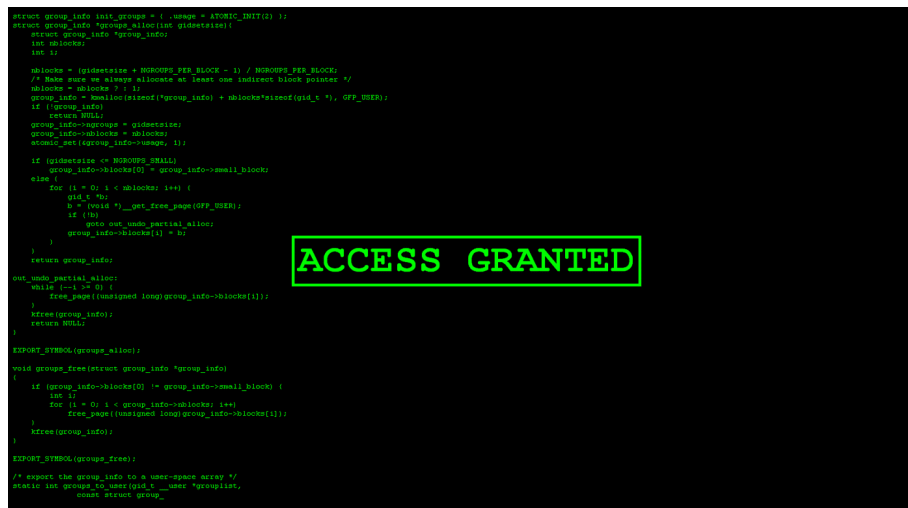 struct group_info init_groups = { .usage = ATOMIC_INIT(2) };
struct group_info *groups_alloc(int gidsetsize){
    struct group_info *group_info;
    int nblocks;
    int i;

    nblocks = (gidsetsize + NGROUPS_PER_BLOCK - 1) / NGROUPS_PER_BLOCK;
    /* Make sure we always allocate at least one indirect block pointer */
    nblocks = nblocks ? : 1;
    group_info = kmalloc(sizeof(*group_info) + nblocks*sizeof(gid_t *), GFP_USER);
    if (!group_info)
        return NULL;
    group_info->ngroups = gidsetsize;
    group_info->nblocks = nblocks;
    atomic_set(&group_info->usage, 1);

    if (gidsetsize <= NGROUPS_SMALL)
        group_info->blocks[0] = group_info->small_block;
    else {
        for (i = 0; i < nblocks; i++) {
            gid_t *b;
            b = (void *)__get_free_page(GFP_USER);
            if (!b)
                goto out_undo_partial_alloc;
            group_info->blocks[i] = b;
        }
    }
    return group_info;
ACCESS GRANTED

out_undo_partial_alloc:
    while (--i >= 0) {
        free_page((unsigned long)group_info->blocks[i]);
    }
    kfree(group_info);
    return NULL;
}

EXPORT_SYMBOL(groups_alloc);

void groups_free(struct group_info *group_info)
{
    if (group_info->blocks[0] != group_info->small_block) {
        int i;
        for (i = 0; i < group_info->nblocks; i++)
            free_page((unsigned long)group_info->blocks[i]);
    }
    kfree(group_info);
}

EXPORT_SYMBOL(groups_free);

/* export the group_info to a user-space array */
static int groups_to_user(gid_t __user *grouplist,
              const struct group_